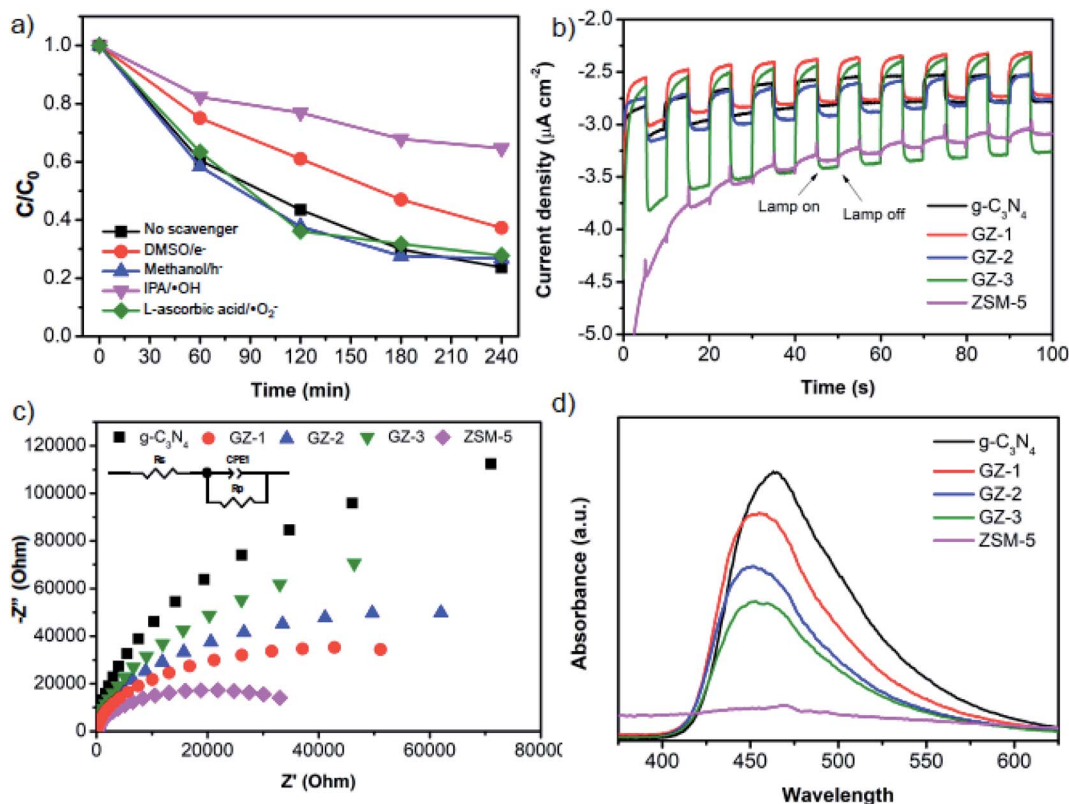 a)
1.0
0.8
0.6
0.4
0.2
0.0
C/C₀
No scavenger
DMSO/e⁻
Methanol/h⁻
IPA/•OH
L-ascorbic acid/•O₂⁻
0 30 60 90 120 150 180 210 240
Time (min)
b)
-2.0
-2.5
-3.0
-3.5
-4.0
-4.5
-5.0
Current density (µA cm⁻²)
Lamp on
Lamp off
g-C₃N₄
GZ-1
GZ-2
GZ-3
ZSM-5
0 20 40 60 80 100
Time (s)
c)
g-C₃N₄ GZ-1 GZ-2 GZ-3 ZSM-5
120000
100000
80000
60000
40000
20000
0
-Z'' (Ohm)
Rs CPE1
Rp
0 20000 40000 60000 80000
Z' (Ohm)
d)
Absorbance (a.u.)
g-C₃N₄
GZ-1
GZ-2
GZ-3
ZSM-5
400 450 500 550 600
Wavelength